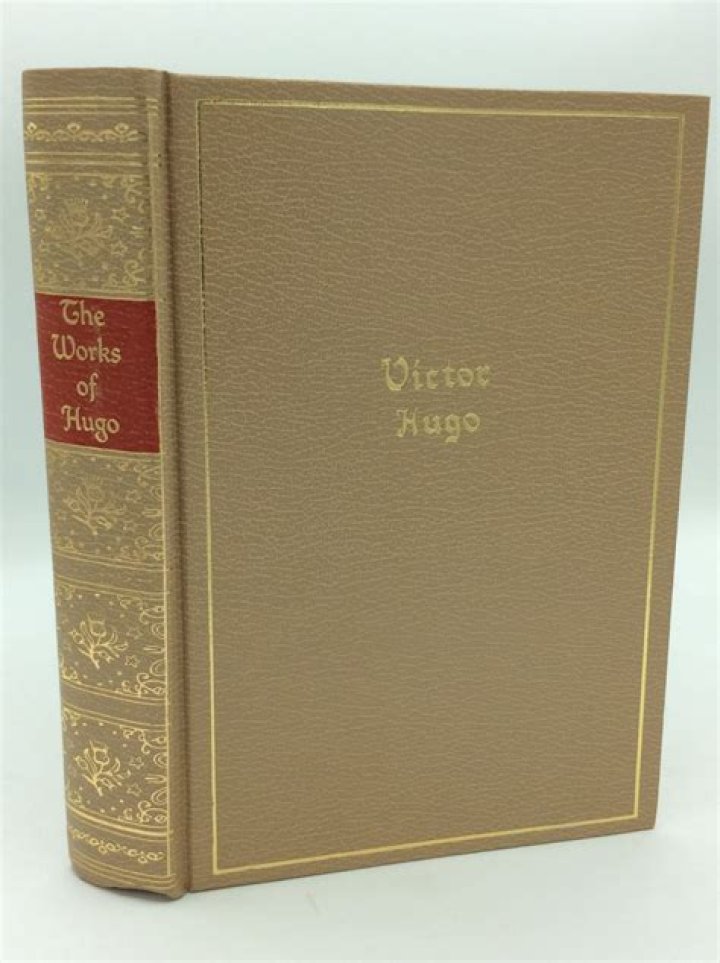 The
Works
of
Hugo
Victor
Hugo